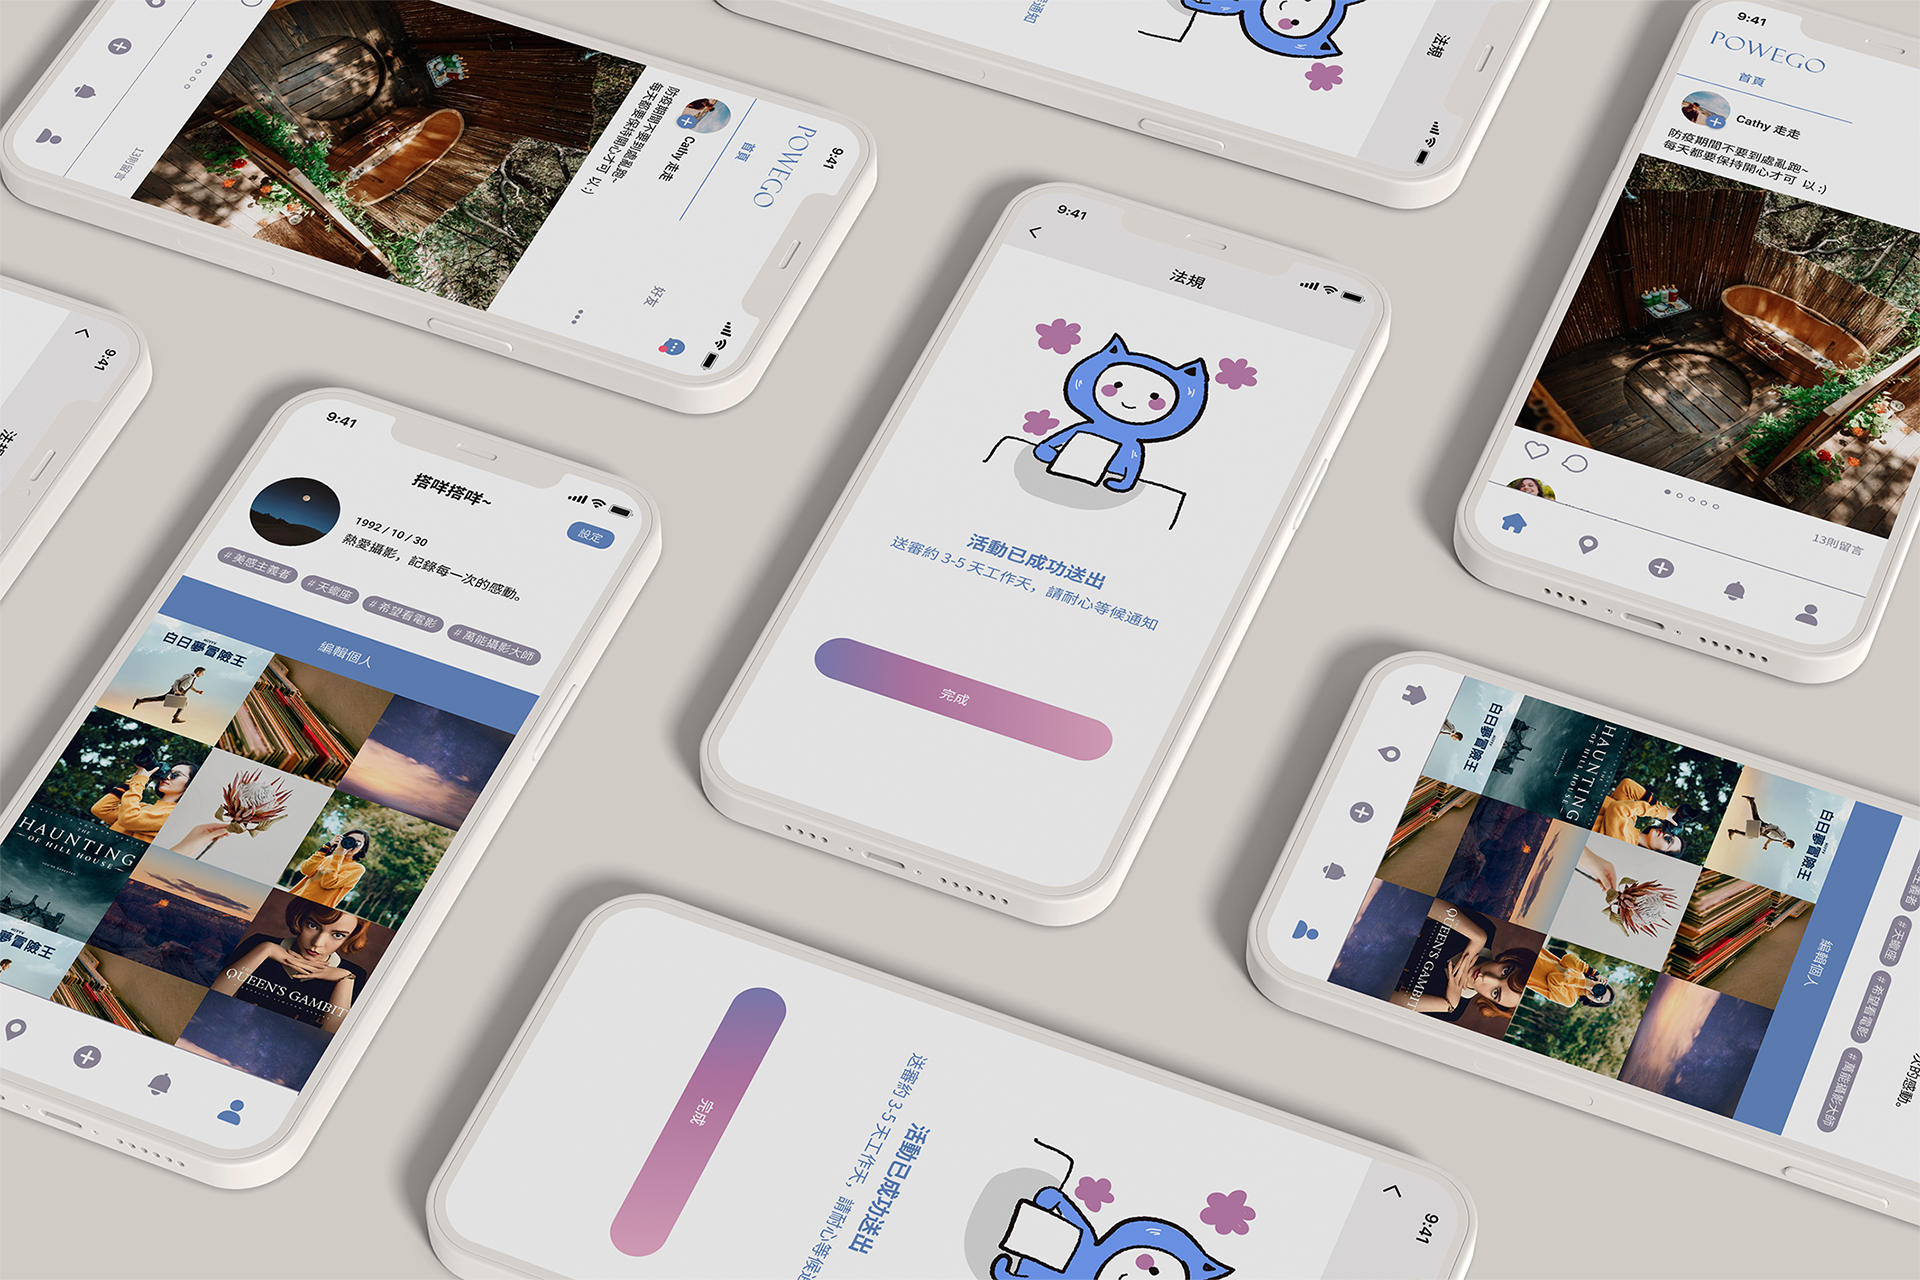 9:41
POWEGO
首頁
好友
Cathy 走走
防疫期間不要到處亂跑~
每天都要保持開心才可 以 :)
13則留言
法規
9:41
POWEGO
首頁
Cathy 走走
防疫期間不要到處亂跑~
每天都要保持開心才可 以 :)
13則留言
9:41
9:41
法規
活動已成功送出
送審約 3-5 天工作天，請耐心等候通知
完成
9:41
搭咩搭咩~
設定
1992 / 10 / 30
熱愛攝影，記錄每一次的感動。
# 美感主義者
# 天蠍座
# 希望看電影
# 萬能攝影大師
編輯個人
白日夢冒險王
THE
HAUNTING
OF HILL HOUSE
QUEEN'S GAMBIT
夢冒險王
白日夢冒險王
HAUNTING
OF HILL HOUSE
白日夢冒險王
QUEEN'S GAMBIT
編輯個人
# 天蠍座
# 希望看電影
# 萬能攝影大師
的感動。
9:41
活動已成功送出
送審約 3-5 天工作天，請耐心等候
完成